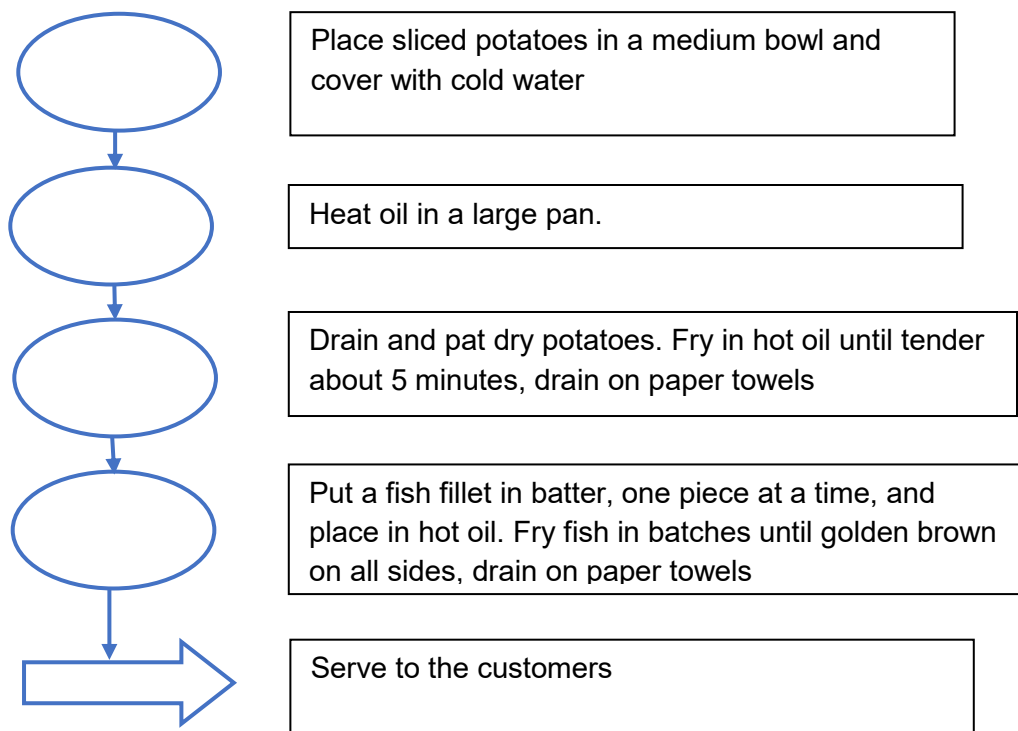 Place sliced potatoes in a medium bowl and
cover with cold water
Heat oil in a large pan.
Drain and pat dry potatoes. Fry in hot oil until tender
about 5 minutes, drain on paper towels
Put a fish fillet in batter, one piece at a time, and
place in hot oil. Fry fish in batches until golden brown
on all sides, drain on paper towels
Serve to the customers